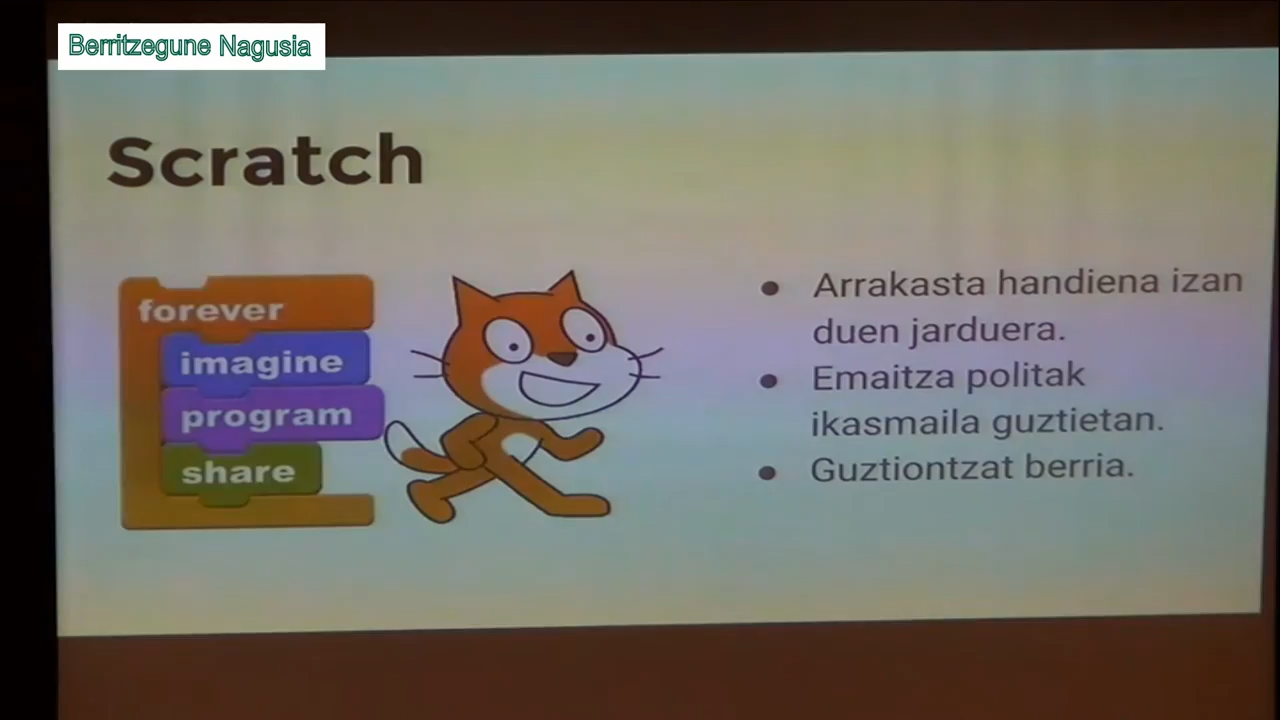 Berritzegune Nagusia
Scratch
forever
imagine
program
share
● Arrakasta handiena izan
duen jarduera.
● Emaitza politak
ikasmaila guztietan.
● Guztiontzat berria.